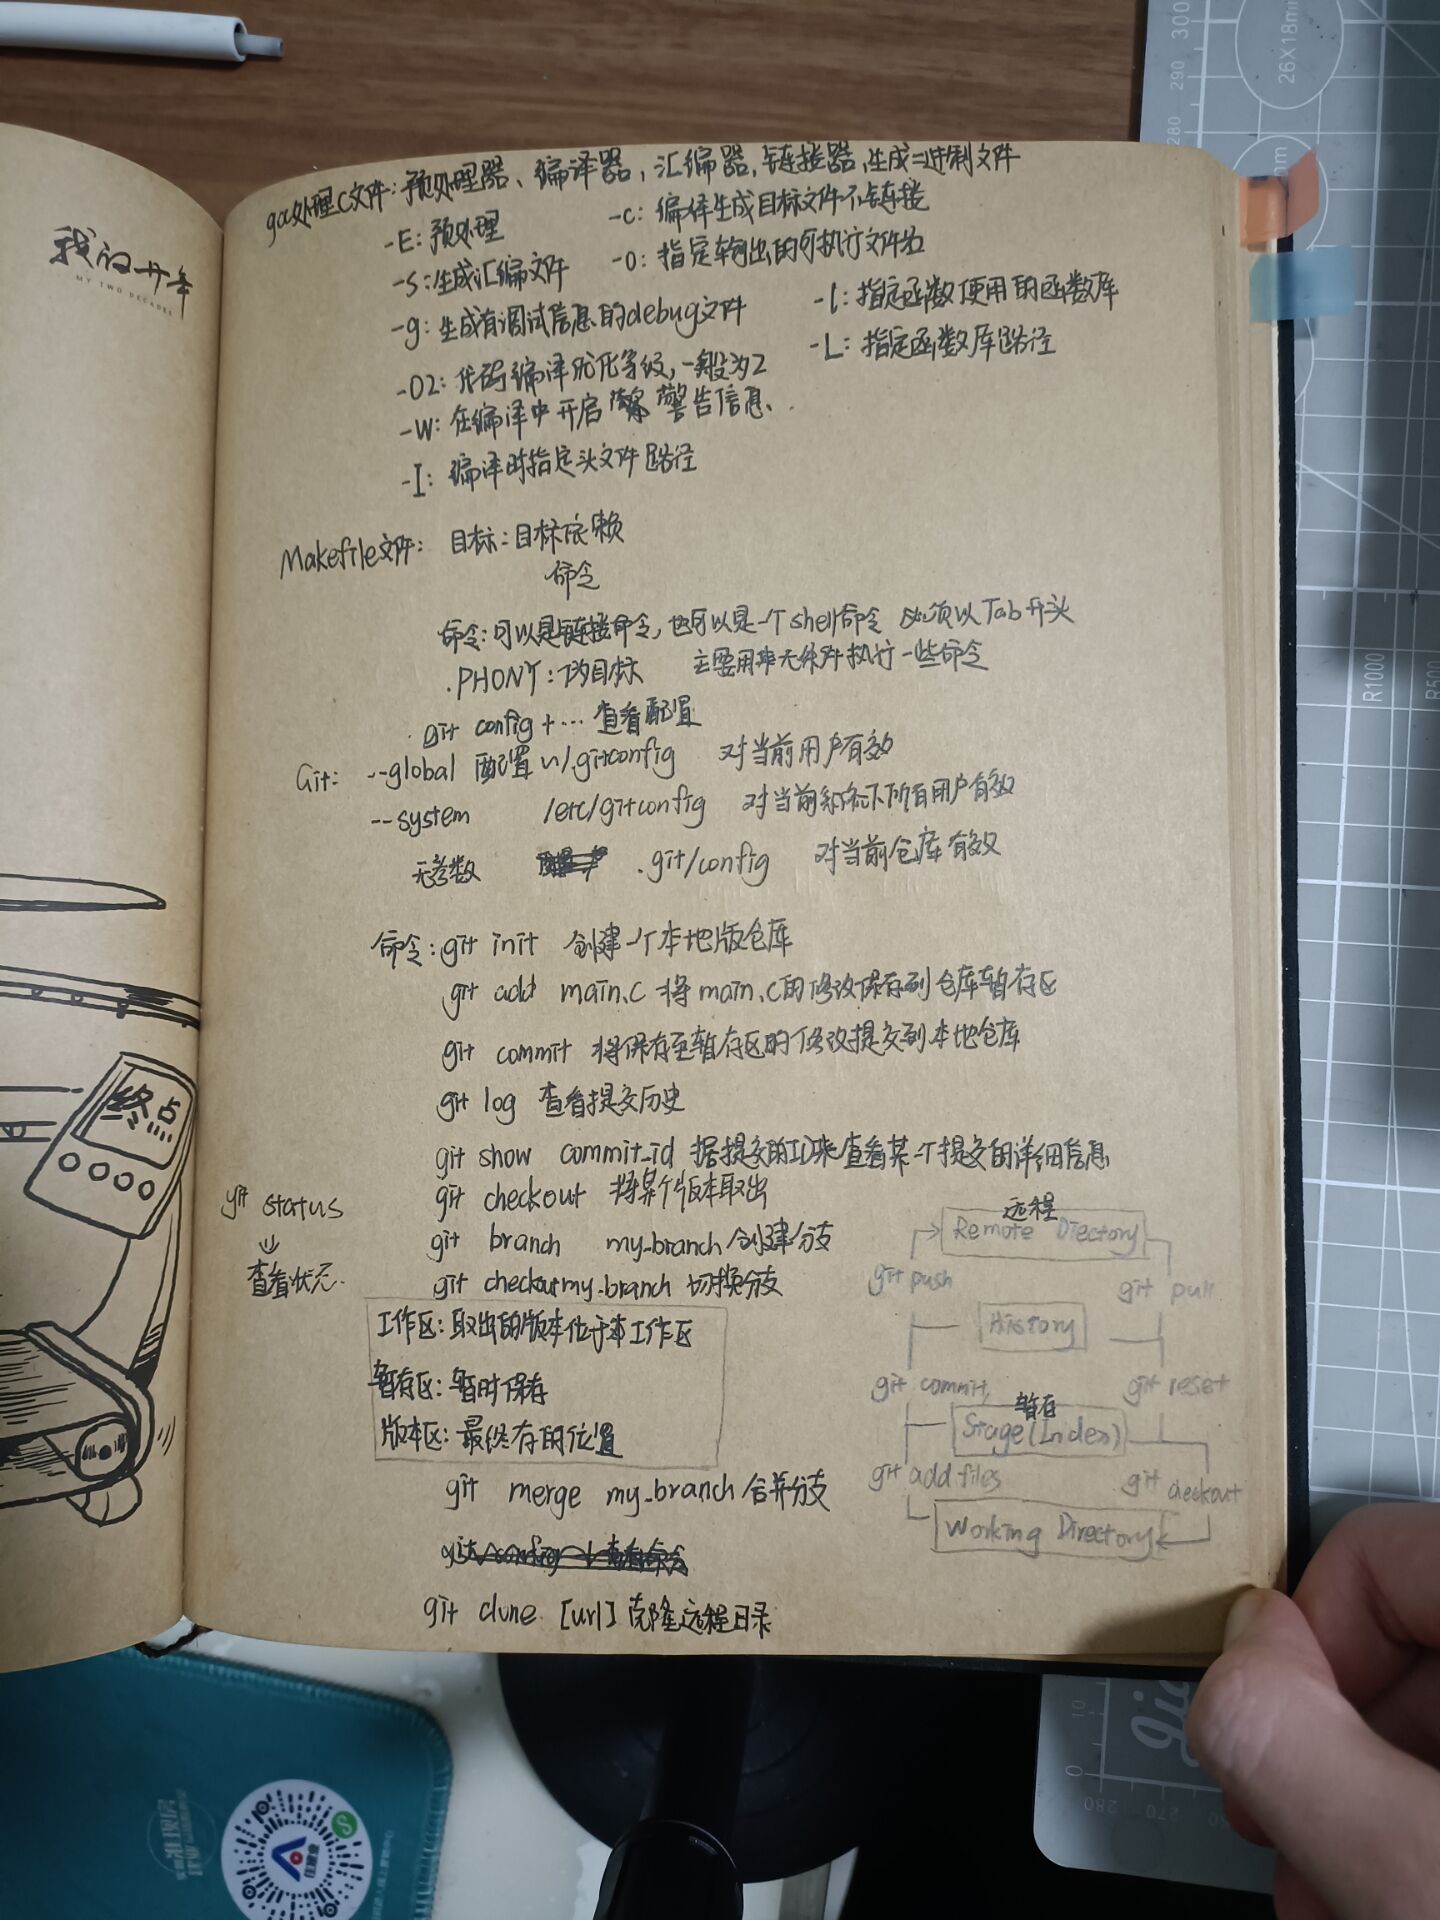 我的廿年
MY TWO DECADES
gcc处理C文件：预处理器、编译器，汇编器，链接器，生成二进制文件
-E：预处理 -c：编译生成目标文件不链接
-S：生成汇编文件 -o：指定输出的可执行文件名
-g：生成有调试信息的debug文件 -l：指定函数使用的函数库
-O2：代码编译优化等级，一般为2 -L：指定函数库路径
-W：在编译中开启 警告信息.
-I：编译时指定头文件路径
Makefile文件： 目标：目标依赖
命令
命令：可以是链接命令，也可以是一个shell命令 必须以Tab开头
.PHONY：伪目标 主要用来无条件执行一些命令
git config + … 查看配置
Git： --global 配置 ~/.gitconfig 对当前用户有效
--system /etc/gitconfig 对当前系统下所有用户有效
无参数 .git/config 对当前仓库有效
命令：git init 创建一个本地版仓库
git add main.c 将main.c的修改保存到仓库暂存区
git commit 将保存至暂存区的修改提交到本地仓库
git log 查看提交历史
git show commit_id 据提交的ID来查看某一个提交的详细信息
git checkout 将某个版本取出
git status
查看状态.
git branch my_branch 创建分支
git checkout my_branch 切换分支
工作区：取出的版本位于本工作区
暂存区：暂时保存
版本区：最终存的位置
git merge my_branch 合并分支
git config -l 查看命令
git clone [url] 克隆远程目录
远程
Remote Directory
git push git pull
History
git commit git reset
暂存
Stage(Index)
git add files git checkout
Working Directory
终点
26X18mm
300
290
280
R1000
R500
10
0
280 270 260